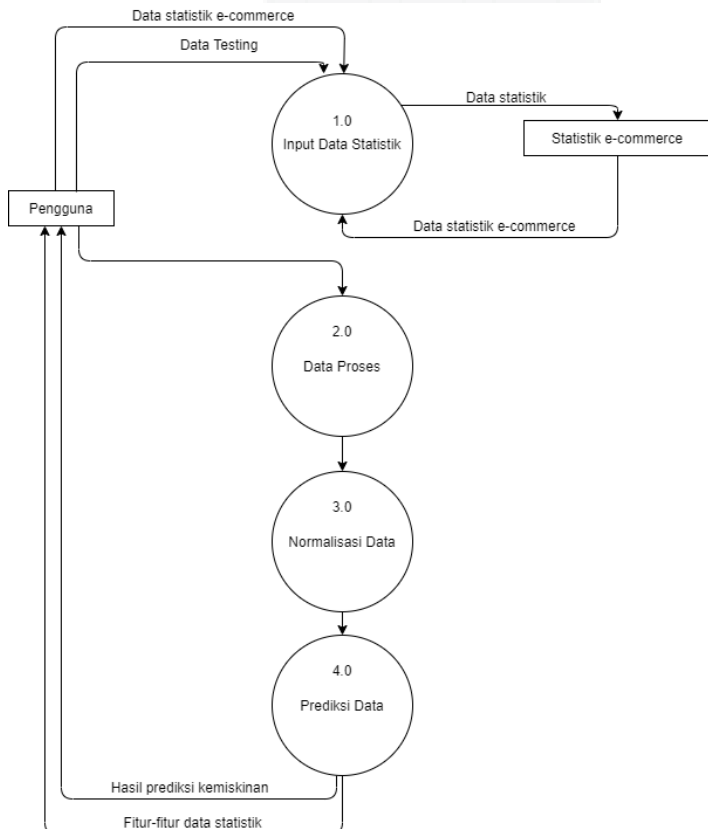 Data statistik e-commerce
Data Testing
Data statistik
1.0
Input Data Statistik
Statistik e-commerce
Pengguna
Data statistik e-commerce
2.0
Data Proses
3.0
Normalisasi Data
4.0
Prediksi Data
Hasil prediksi kemiskinan
Fitur-fitur data statistik